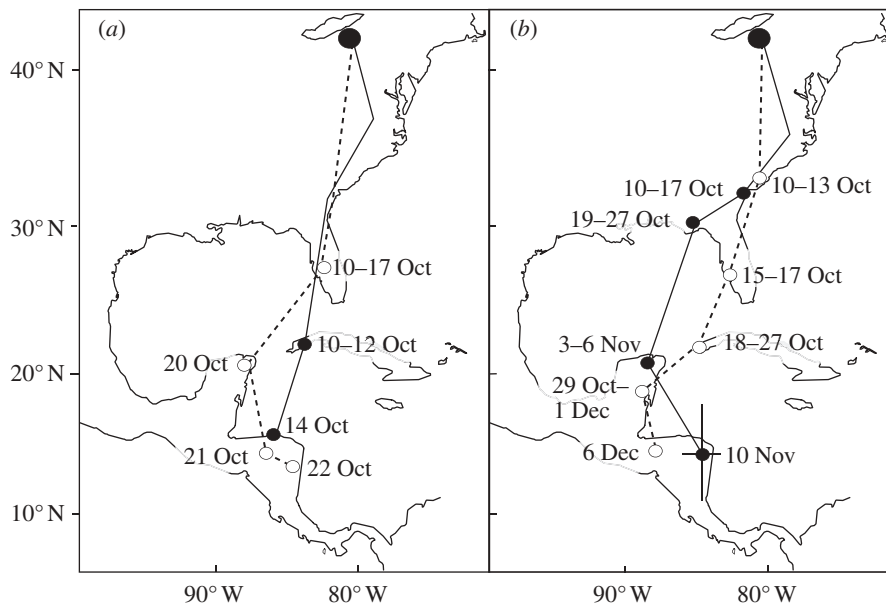 (a)
(b)
40° N
10–17 Oct
10–13 Oct
19–27 Oct
30° N
10–17 Oct
15–17 Oct
10–12 Oct
3–6 Nov
18–27 Oct
20 Oct
20° N
29 Oct–
1 Dec
14 Oct
21 Oct
22 Oct
6 Dec
10 Nov
10° N
90° W
80° W
90° W
80° W